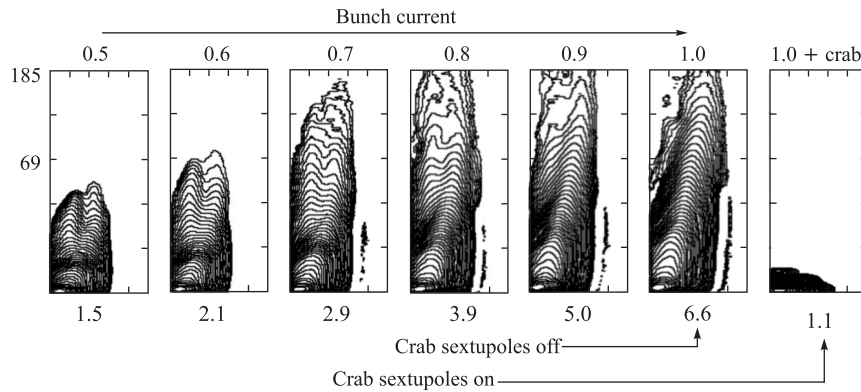 Bunch current
0.5 0.6 0.7 0.8 0.9 1.0 1.0 + crab
185
69
1.5 2.1 2.9 3.9 5.0 6.6 1.1
Crab sextupoles off
Crab sextupoles on